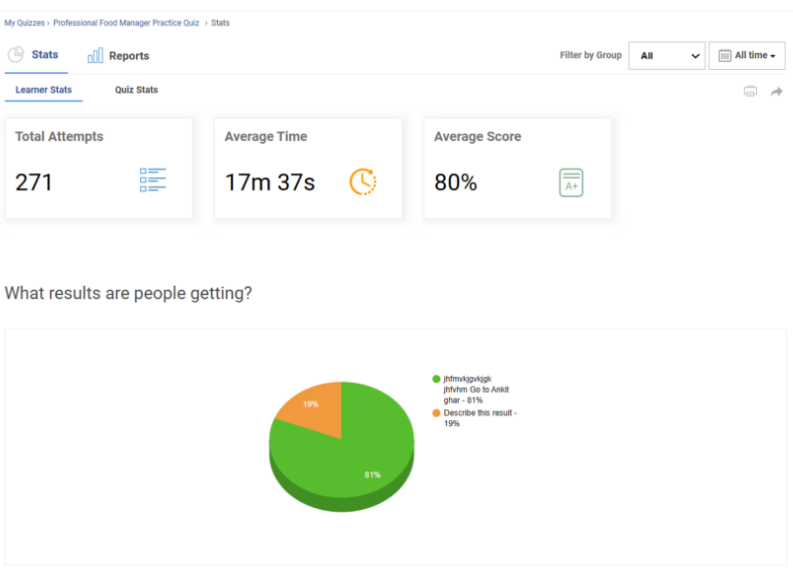 My Quizzes › Professional Food Manager Practice Quiz › Stats
Stats Reports Filter by Group All All time
Learner Stats Quiz Stats
Total Attempts Average Time Average Score
271 17m 37s 80%
A+
What results are people getting?
jhfmvkjgvkjgk
jhfvhm Go to Ankit
ghar - 81%
Describe this result -
19%
19%
81%